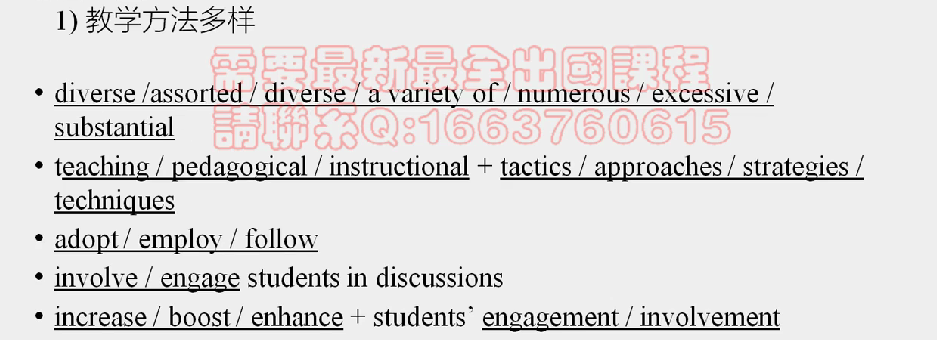 1) 教学方法多样
需要最新最全出國課程
• diverse /assorted / diverse / a variety of / numerous / excessive /
substantial
請聯系Q:1663760615
• teaching / pedagogical / instructional + tactics / approaches / strategies /
techniques
• adopt / employ / follow
• involve / engage students in discussions
• increase / boost / enhance + students’ engagement / involvement